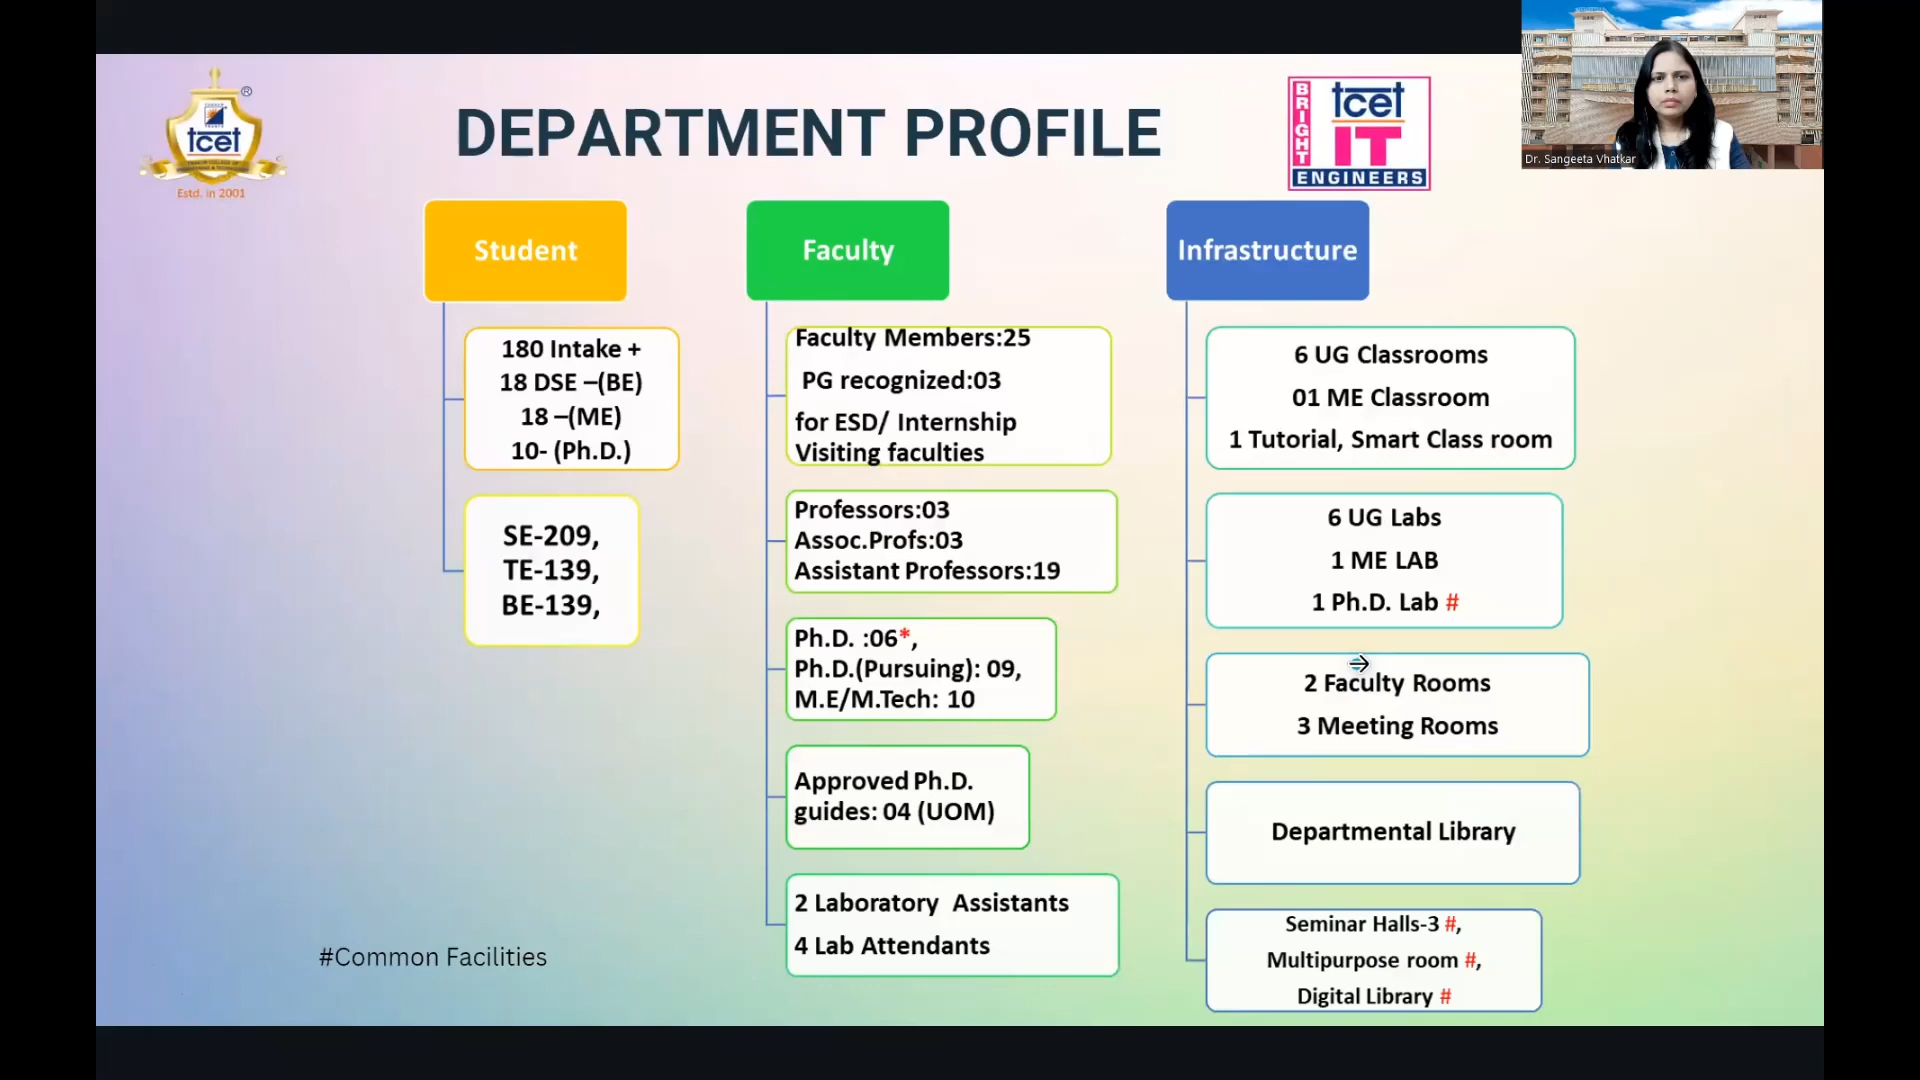 tcet
Estd. in 2001
®
DEPARTMENT PROFILE
BRIGHT
tcet
IT
ENGINEERS
Dr. Sangeeta Vhatkar
Student
180 Intake +
18 DSE –(BE)
18 –(ME)
10- (Ph.D.)
SE-209,
TE-139,
BE-139,
#Common Facilities
Faculty
Faculty Members:25
PG recognized:03
for ESD/ Internship
Visiting faculties
Professors:03
Assoc.Profs:03
Assistant Professors:19
Ph.D. :06*,
Ph.D.(Pursuing): 09,
M.E/M.Tech: 10
Approved Ph.D.
guides: 04 (UOM)
2 Laboratory Assistants
4 Lab Attendants
Infrastructure
6 UG Classrooms
01 ME Classroom
1 Tutorial, Smart Class room
6 UG Labs
1 ME LAB
1 Ph.D. Lab #
2 Faculty Rooms
3 Meeting Rooms
Departmental Library
Seminar Halls-3 #,
Multipurpose room #,
Digital Library #